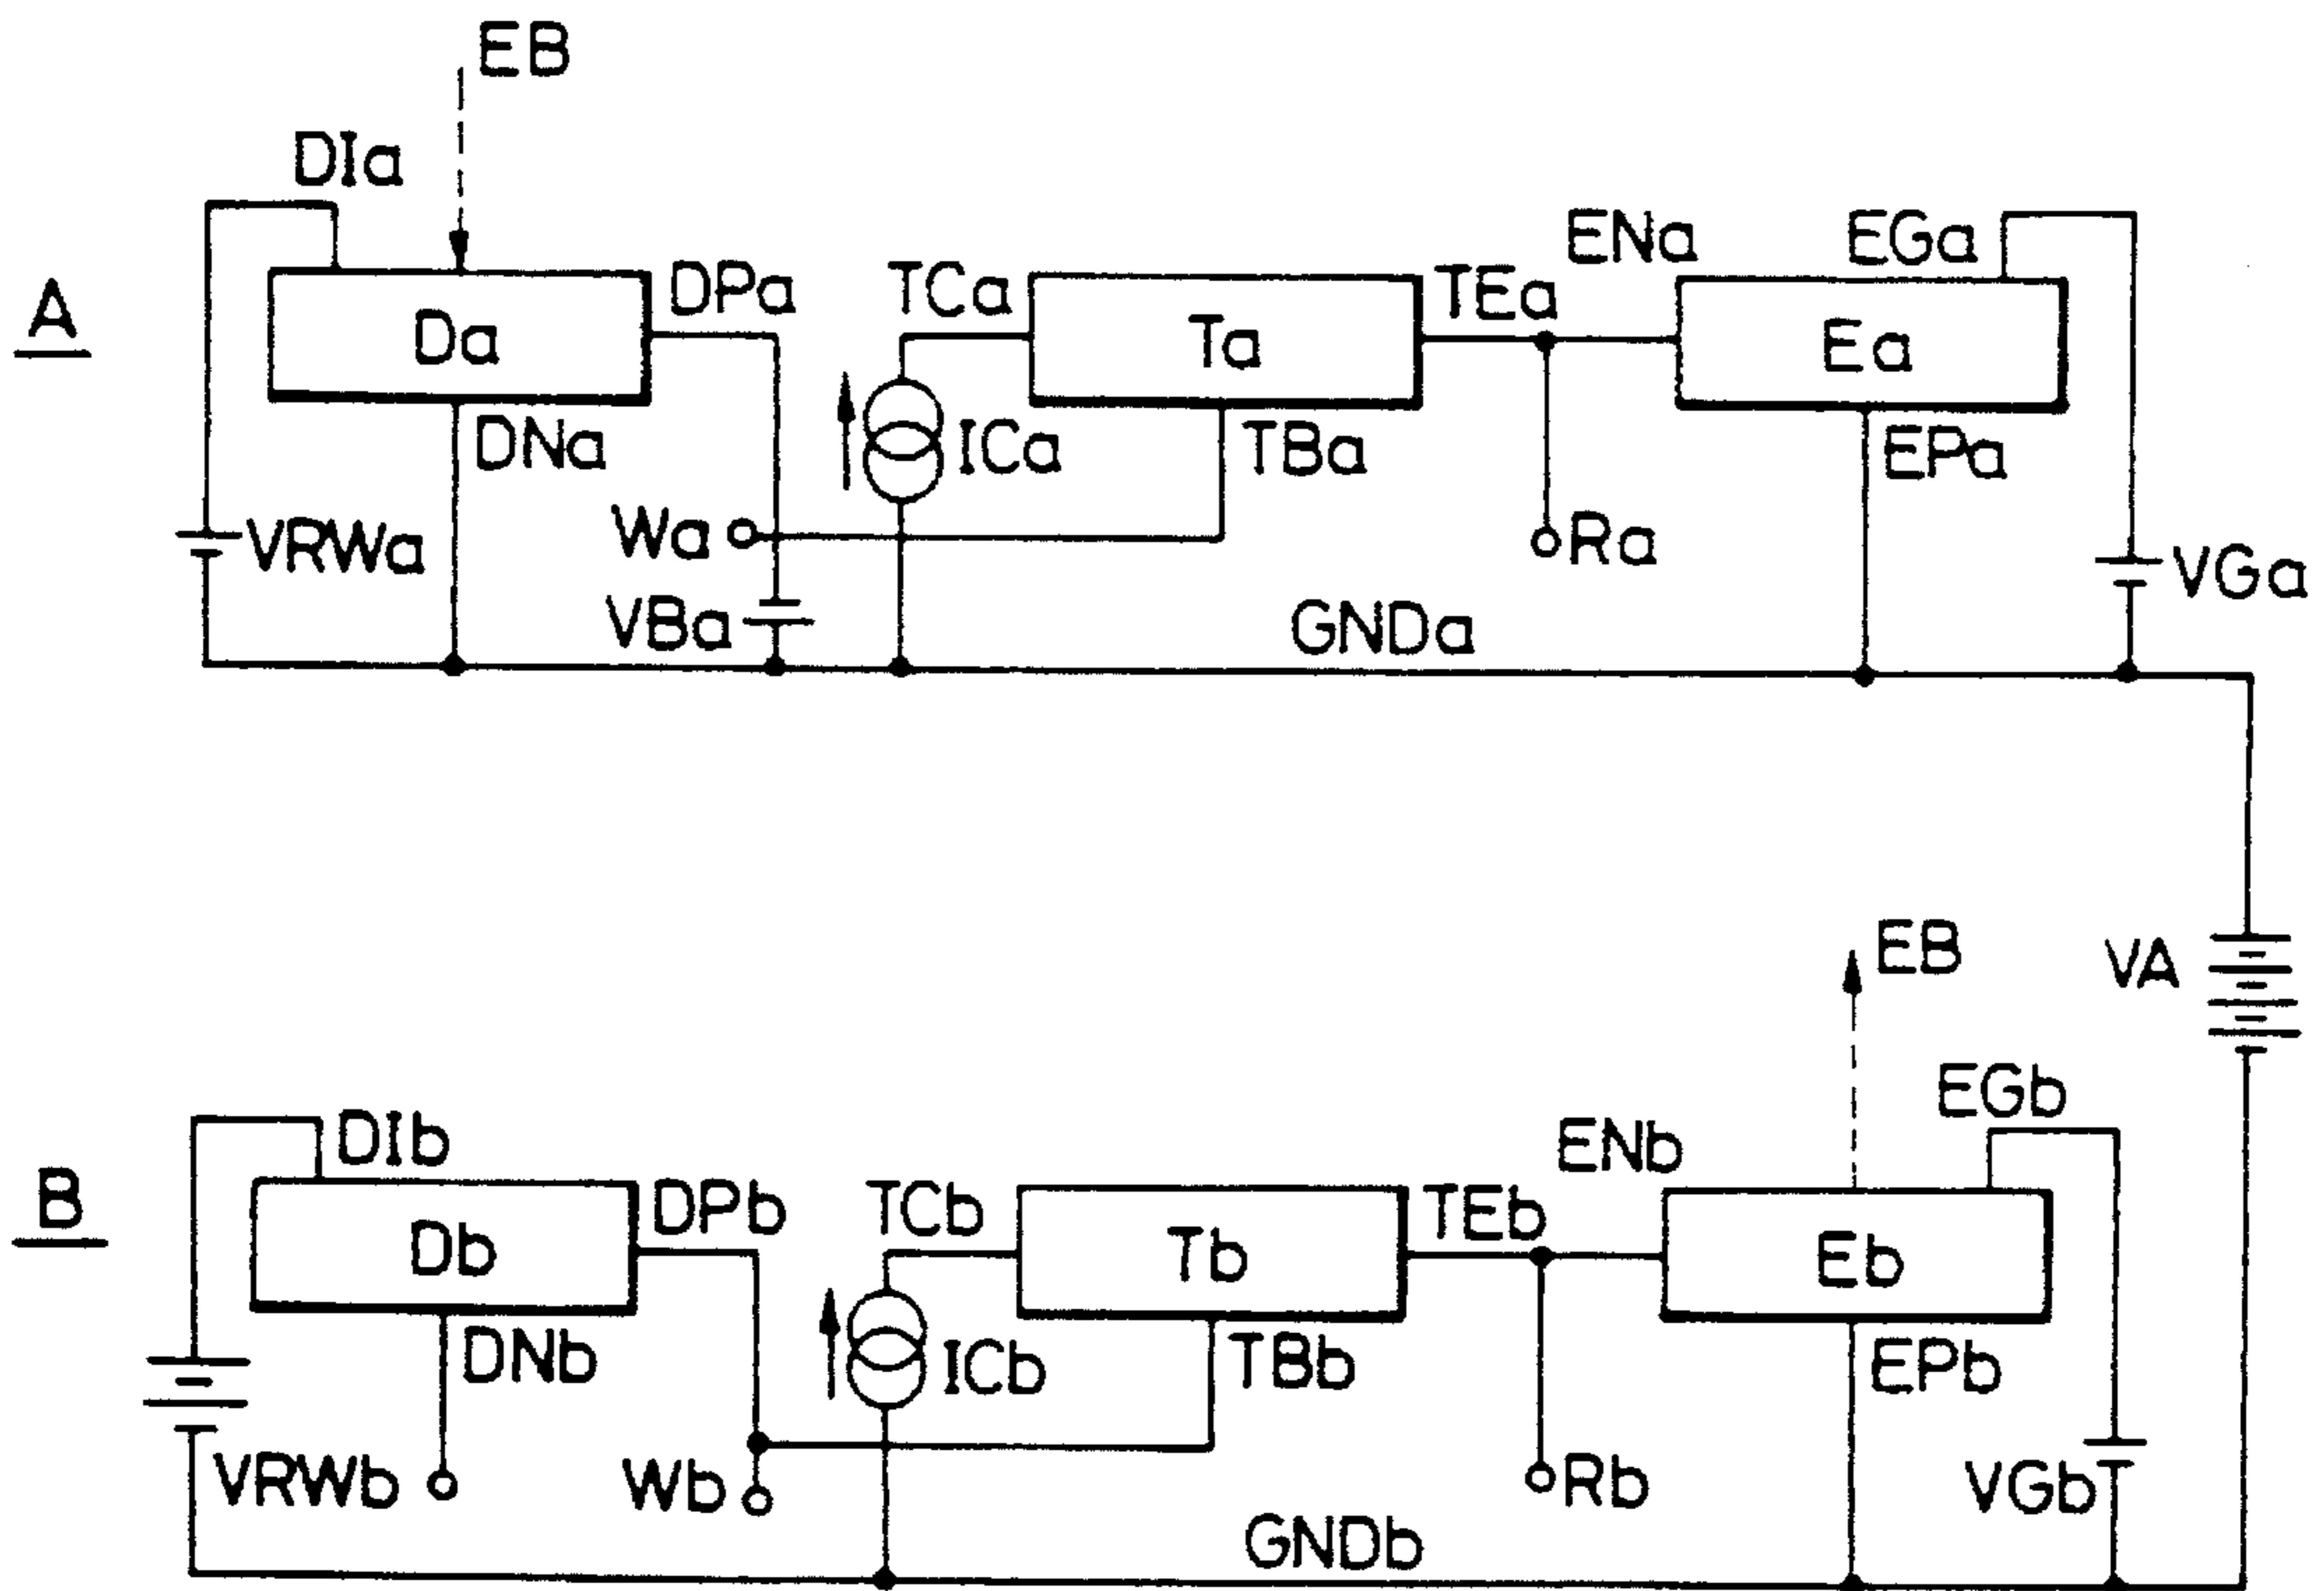 EB
DIa
ENa
EGa
DPa
TCa
TEa
A
Da
Ta
Ea
DNa
ICa
TBa
EPa
Wa
Ra
VRWa
VGa
VBa
GNDa
EB
VA
EGb
DIb
ENb
B
DPb
TCb
TEb
Db
Tb
Eb
DNb
ICb
TBb
EPb
VRWb
Wb
Rb
VGb
GNDb